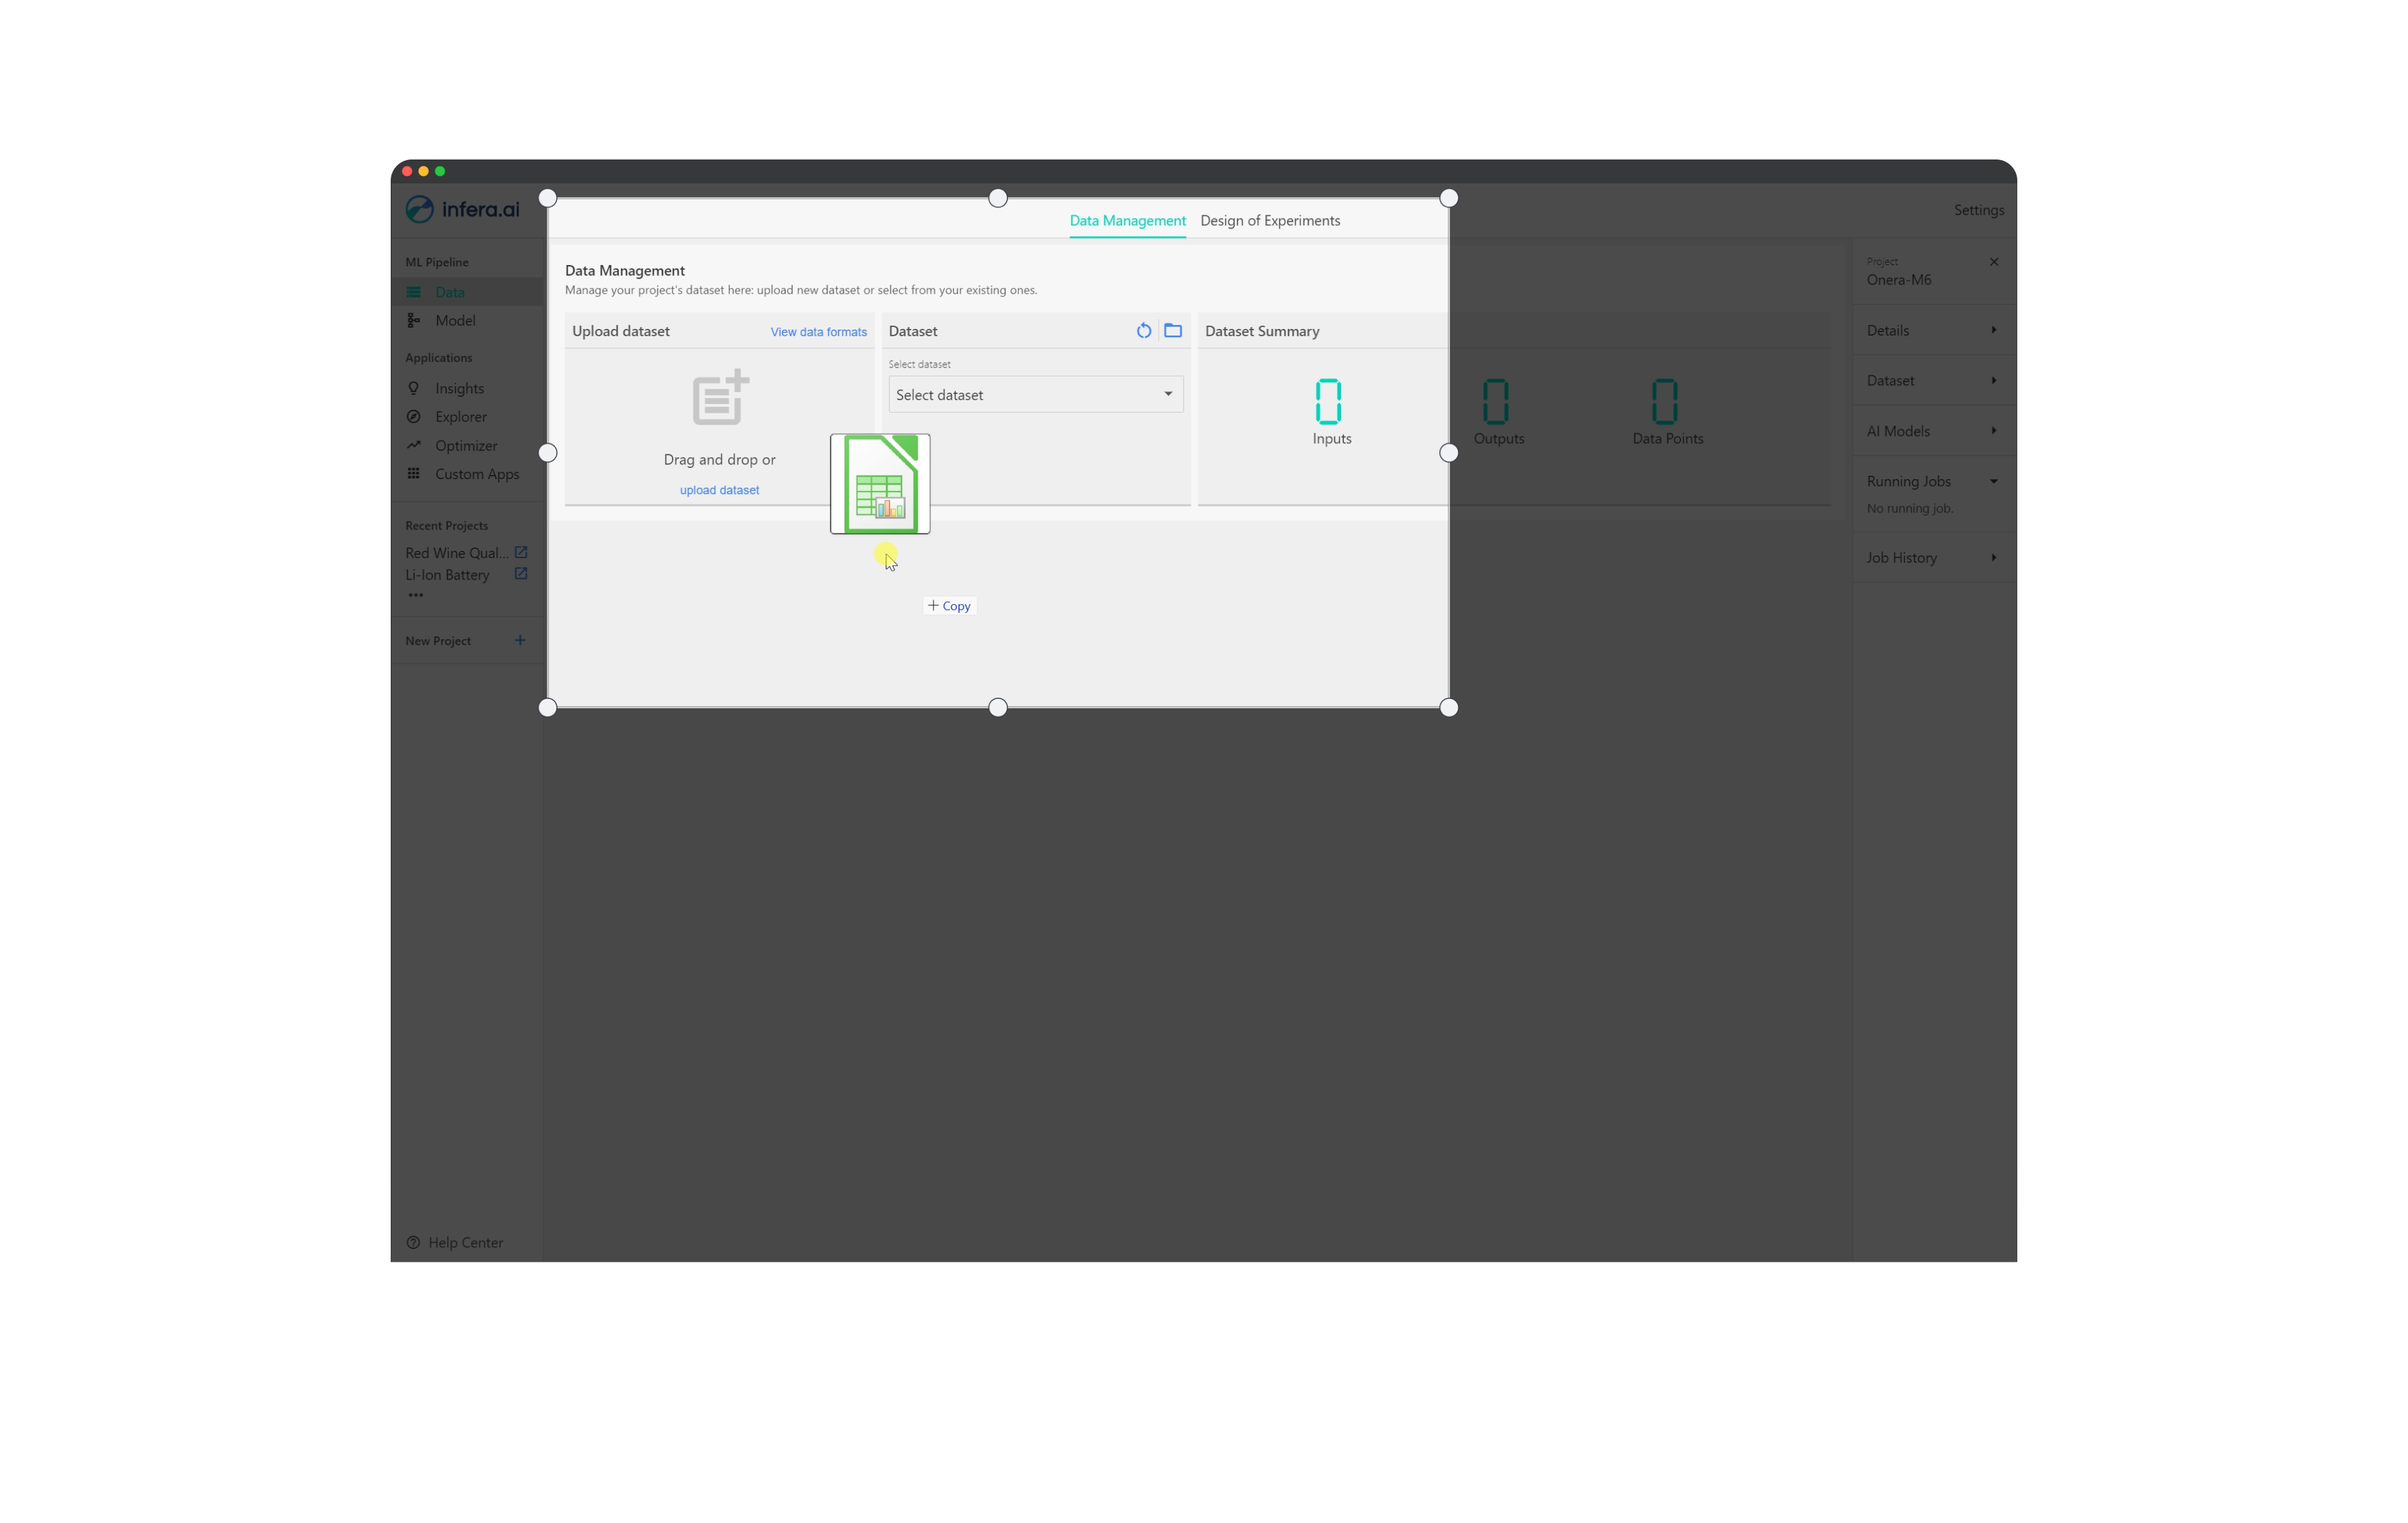 infera.ai
Data Management
Design of Experiments
Settings
ML Pipeline
Data
Model
Applications
Insights
Explorer
Optimizer
Custom Apps
Recent Projects
Red Wine Qual...
Li-Ion Battery
•••
New Project +
Help Center
Data Management
Manage your project's dataset here: upload new dataset or select from your existing ones.
Upload dataset
View data formats
Drag and drop or
upload dataset
Dataset
Select dataset
Select dataset
+ Copy
Dataset Summary
0
Inputs
0
Outputs
0
Data Points
Project
Onera-M6
Details
Dataset
AI Models
Running Jobs
No running job.
Job History